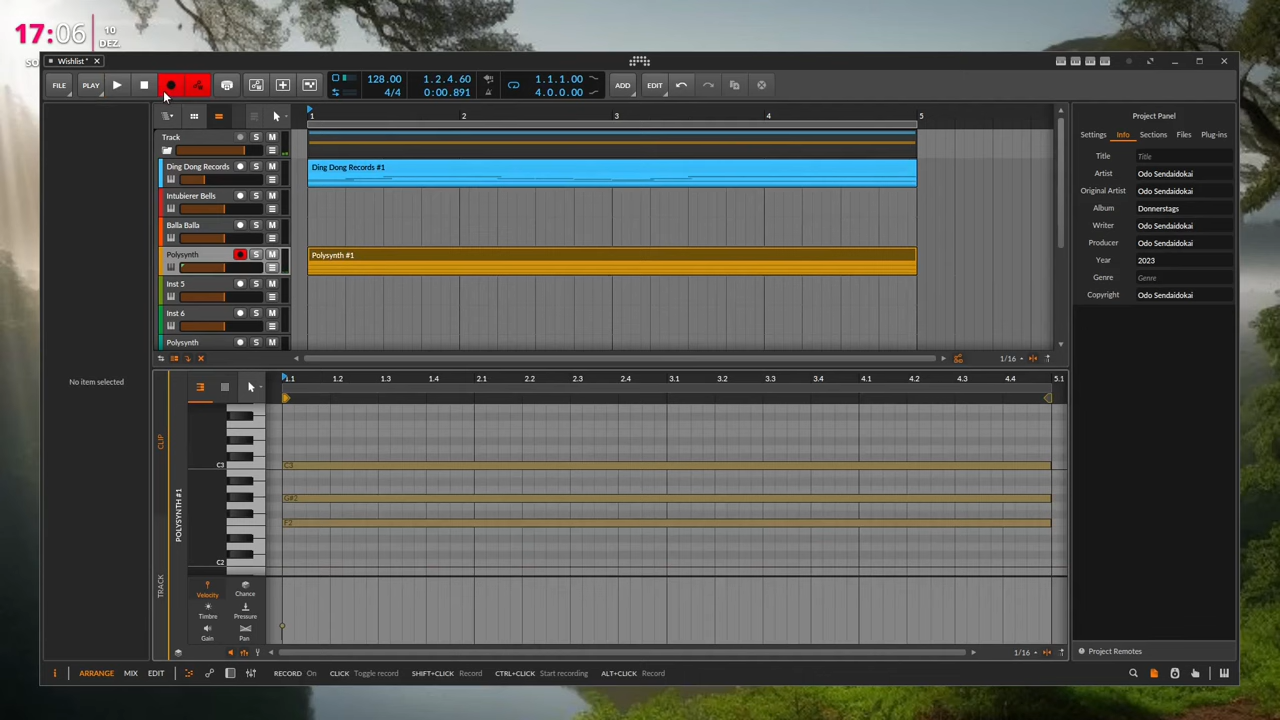 17:06
10
DEZ.
SO
Wishlist*
FILE
PLAY
128.00
4/4
1.2.4.60
0:00.891
1.1.1.00
4.0.0.00
ADD
EDIT
1 2 3 4 5
Track
S M
Ding Dong Records
S M
Ding Dong Records #1
Intubierer Bells
S M
Balla Balla
S M
Polysynth
S M
Polysynth #1
Inst 5
S M
Inst 6
S M
Polysynth
S M
1/16
No item selected
Project Panel
Settings Info Sections Files Plug-ins
Title Title
Artist Odo Sendaidokai
Original Artist Odo Sendaidokai
Album Donnerstags
Writer Odo Sendaidokai
Producer Odo Sendaidokai
Year 2023
Genre Genre
Copyright Odo Sendaidokai
1.1 1.2 1.3 1.4 2.1 2.2 2.3 2.4 3.1 3.2 3.3 3.4 4.1 4.2 4.3 4.4 5.1
CLIP
TRACK
POLYSYNTH #1
C3
C3
G#2
F2
C2
Velocity
Chance
Timbre
Pressure
Gain
Pan
1/16
Project Remotes
ARRANGE MIX EDIT
RECORD On CLICK Toggle record SHIFT+CLICK Record CTRL+CLICK Start recording ALT+CLICK Record